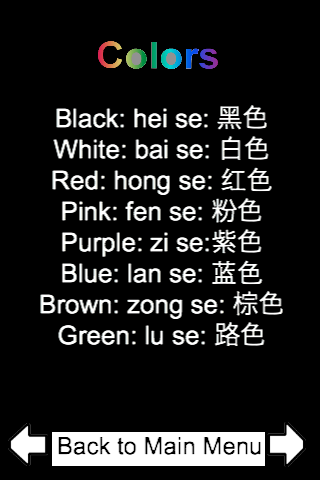 Colors
Black: hei se: 黑色
White: bai se: 白色
Red: hong se: 红色
Pink: fen se: 粉色
Purple: zi se:紫色
Blue: lan se: 蓝色
Brown: zong se: 棕色
Green: lu se: 路色
Back to Main Menu